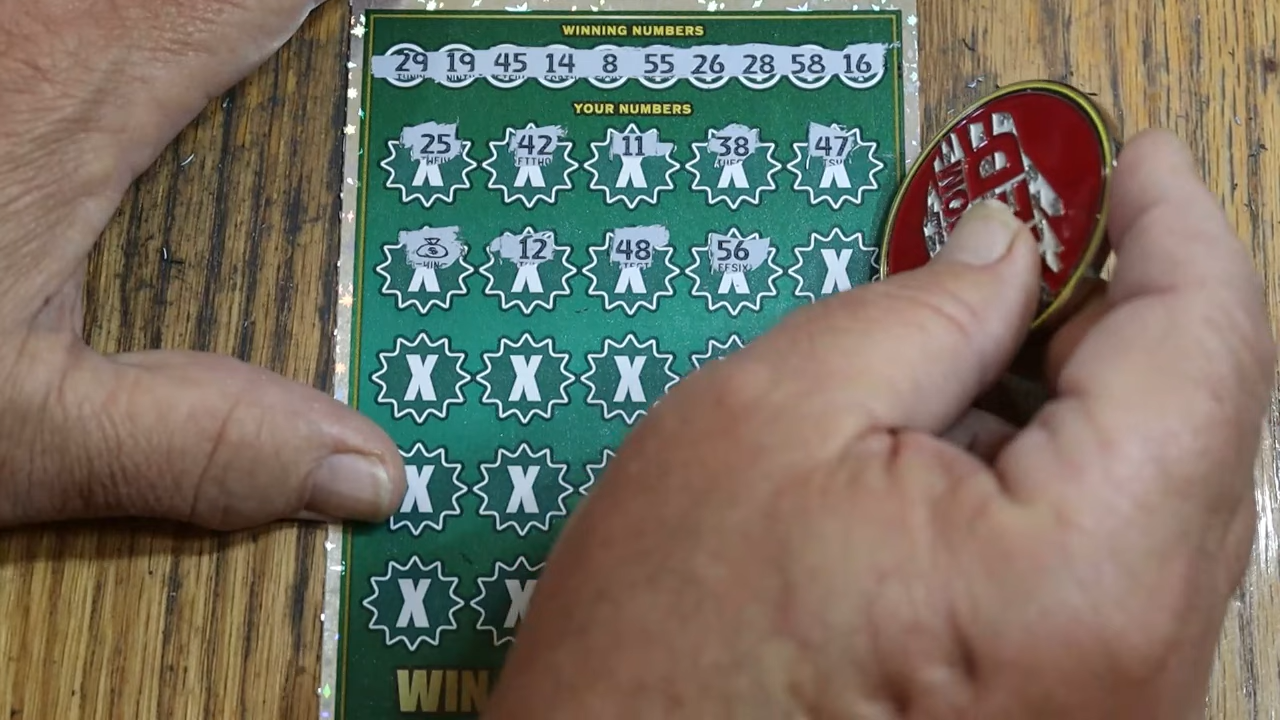 WINNING NUMBERS
29 19 45 14 8 55 26 28 58 16
YOUR NUMBERS
25 42 11 38 47
X X X X X
12 48 56
X X X X X
X X X
X X
X X
WIN